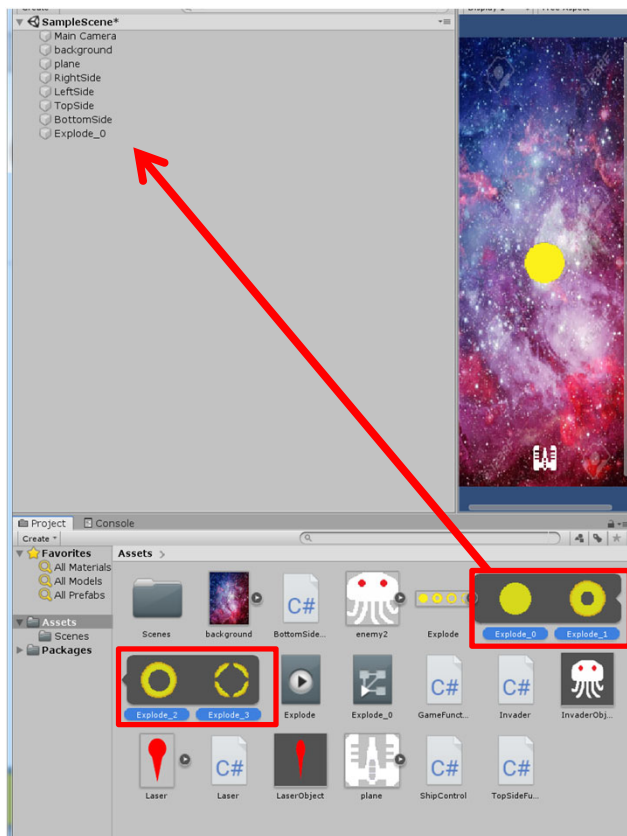 SampleScene*
Main Camera
background
plane
RightSide
LeftSide
TopSide
BottomSide
Explode_0
Project
Console
Create
Favorites
All Materials
All Models
All Prefabs
Assets
Scenes
Packages
Assets >
Scenes
background
BottomSide...
enemy2
Explode
Explode_0
Explode_1
Explode_2
Explode_3
Explode
Explode_0
GameFunct...
Invader
InvaderObj...
Laser
Laser
LaserObject
plane
ShipControl
TopSideFu...
C#
C#
C#
C#
C#
C#